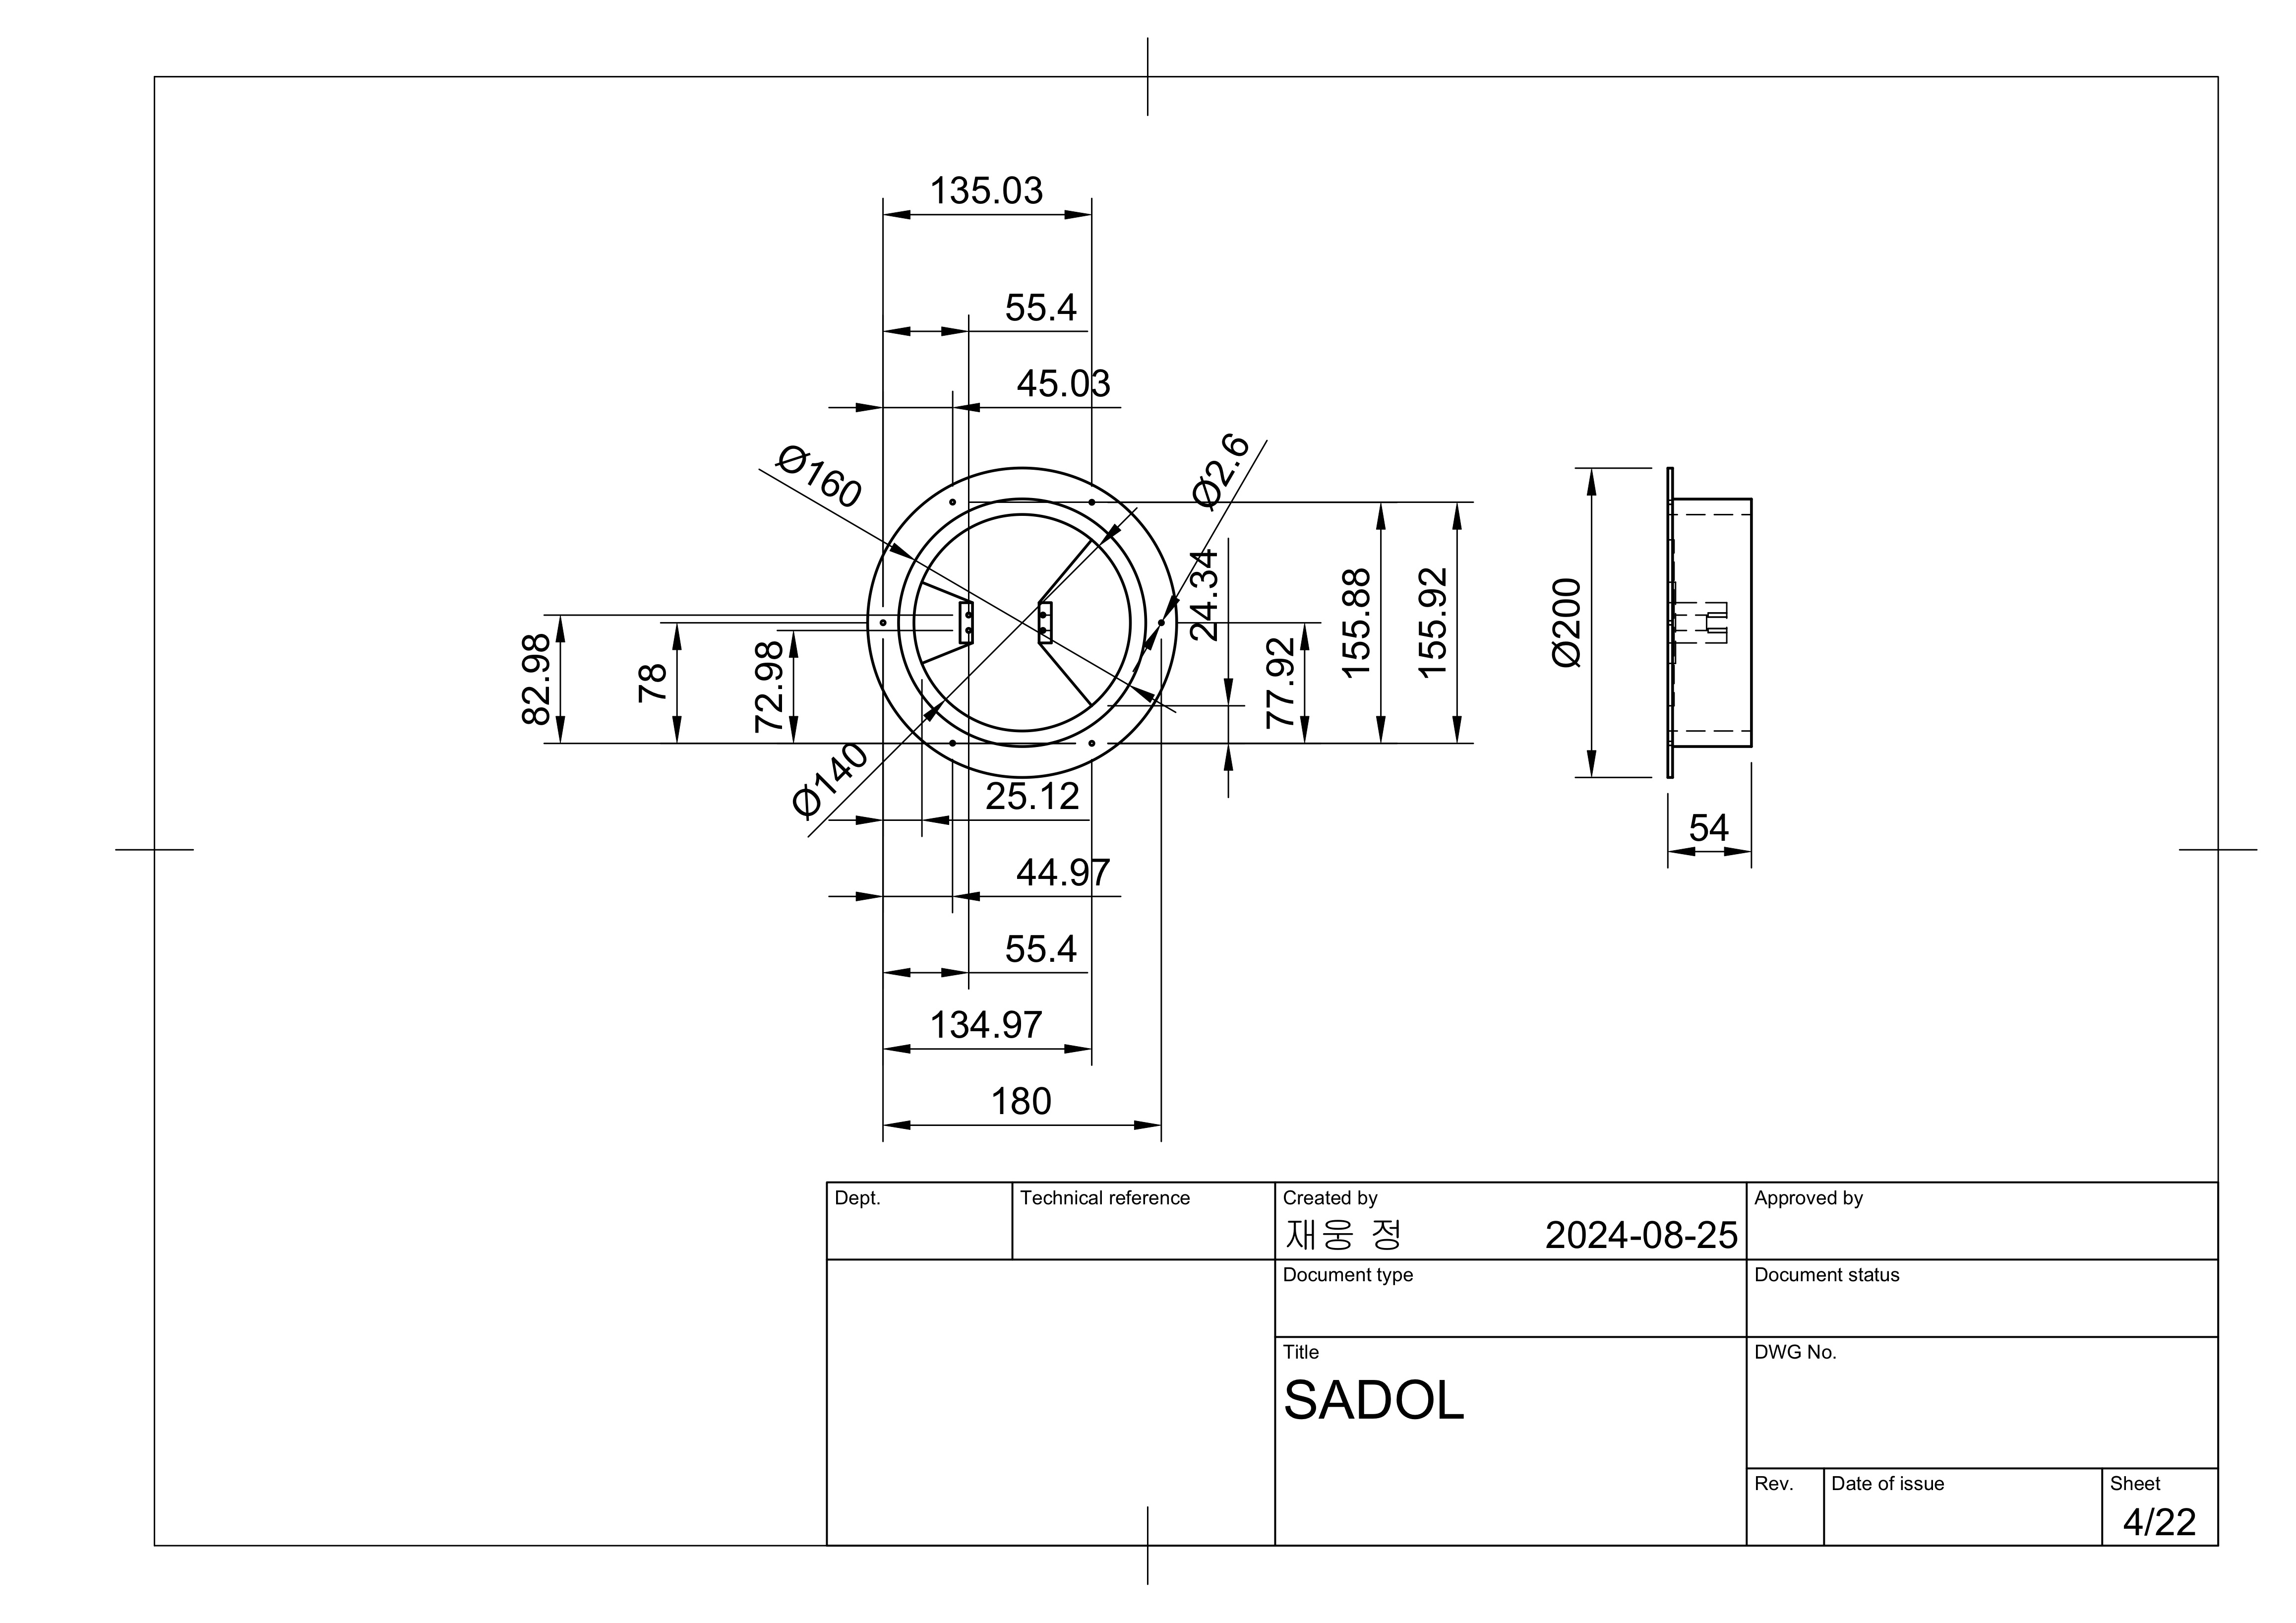 135.03
55.4
45.03
Ø160
Ø2.6
24.34
155.88
155.92
Ø200
82.98
78
72.98
77.92
Ø140
25.12
54
44.97
55.4
134.97
180
Dept.
Technical reference
Created by
재웅 정
2024-08-25
Approved by
Document type
Document status
Title
SADOL
DWG No.
Rev.
Date of issue
Sheet
4/22